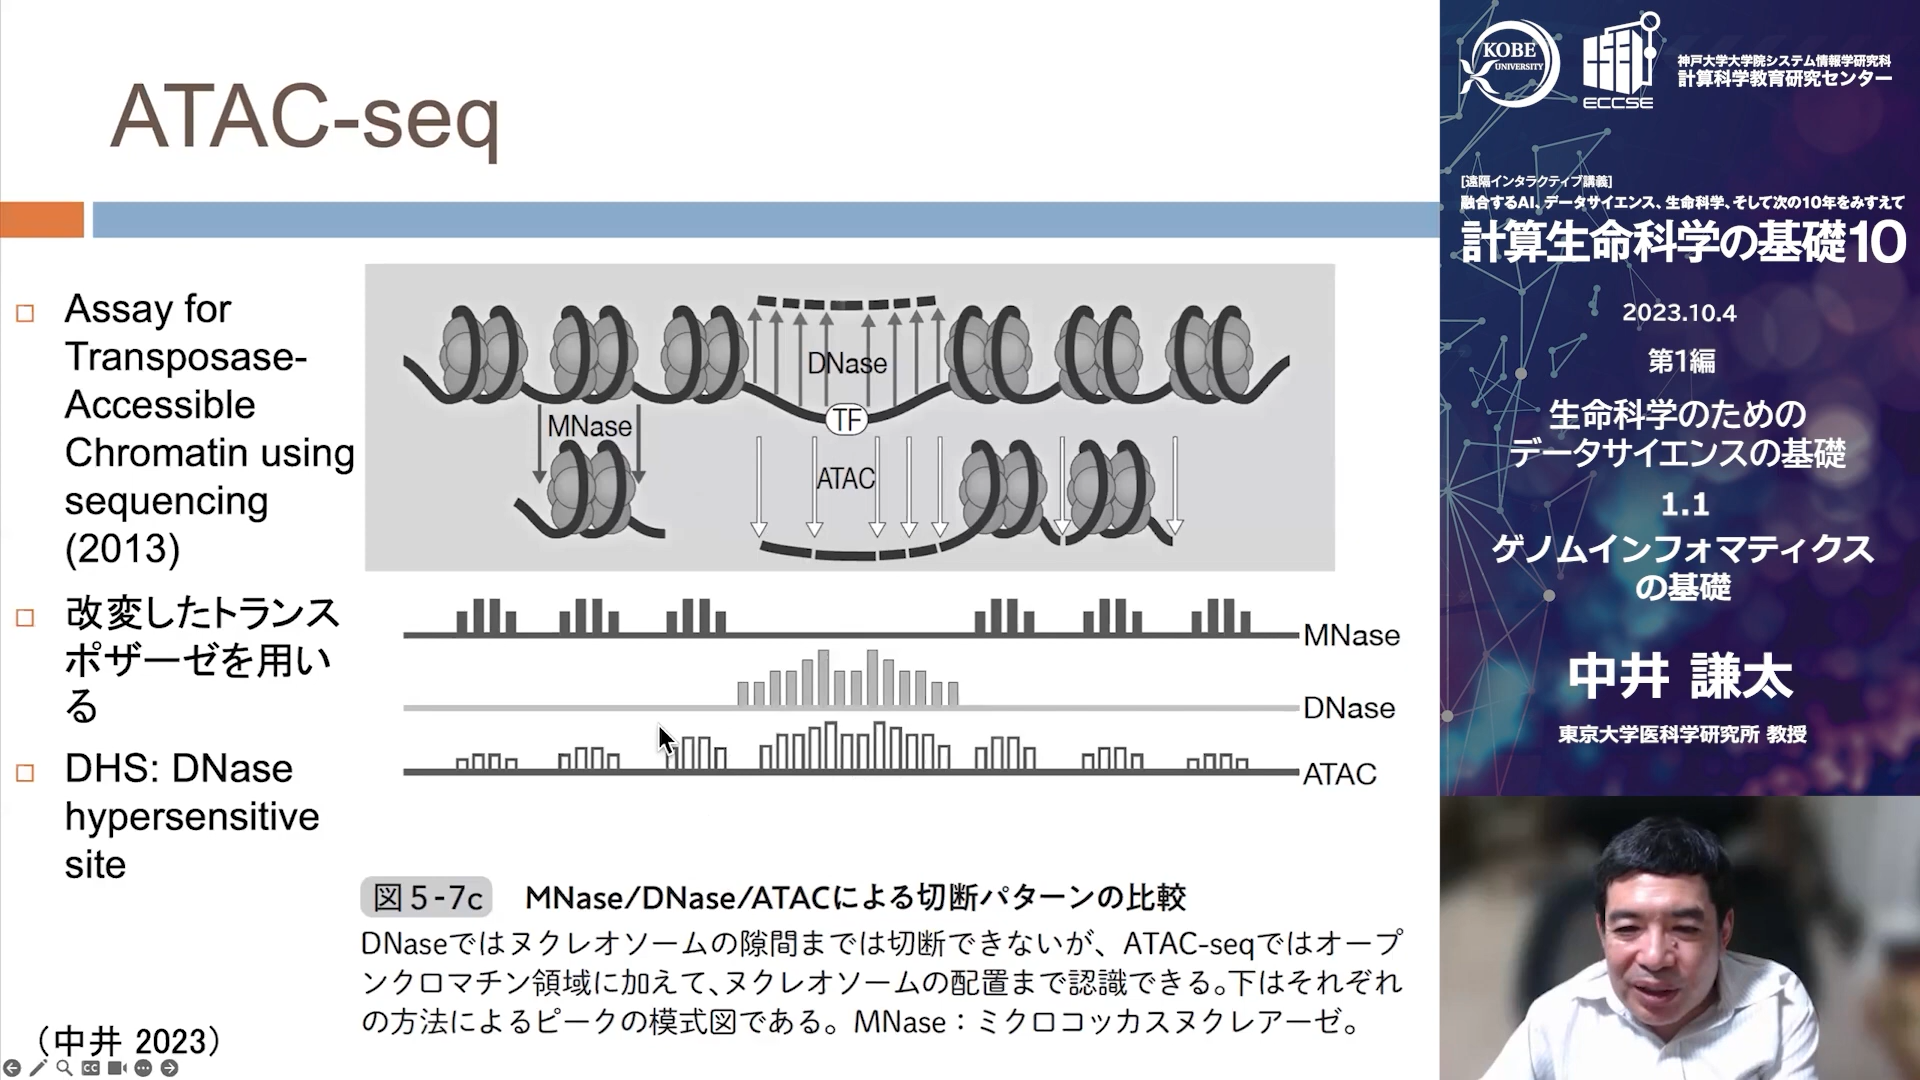 ATAC-seq
Assay for
Transposase-
Accessible
Chromatin using
sequencing
(2013)
改変したトランス
ポザーゼを用い
る
DHS: DNase
hypersensitive
site
(中井 2023)
DNase
TF
MNase
ATAC
MNase
DNase
ATAC
図5-7c MNase/DNase/ATACによる切断パターンの比較
DNaseではヌクレオソームの隙間までは切断できないが、ATAC-seqではオープ
ンクロマチン領域に加えて、ヌクレオソームの配置まで認識できる。下はそれぞれ
の方法によるピークの模式図である。MNase：ミクロコッカスヌクレアーゼ。
CC
KOBE
UNIVERSITY
ECCSE
神戸大学大学院システム情報学研究科
計算科学教育研究センター
[遠隔インタラクティブ講義]
融合するAI、データサイエンス、生命科学、そして次の10年をみすえて
計算生命科学の基礎10
2023.10.4
第1編
生命科学のための
データサイエンスの基礎
1.1
ゲノムインフォマティクス
の基礎
中井 謙太
東京大学医科学研究所 教授